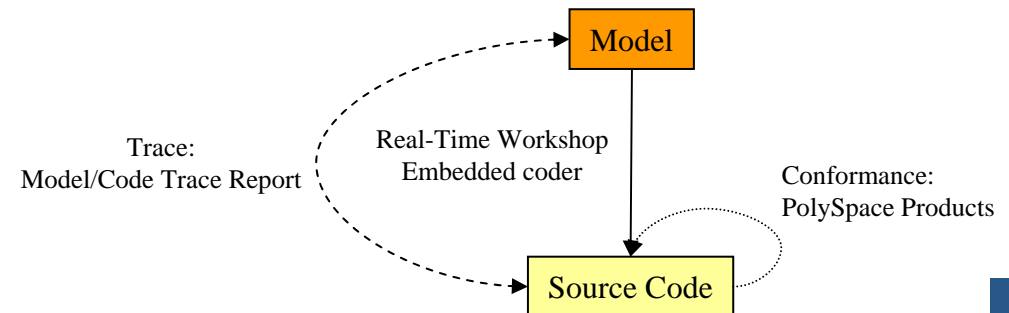 Model
Real-Time Workshop
Embedded coder
Trace:
Model/Code Trace Report
Conformance:
PolySpace Products
Source Code